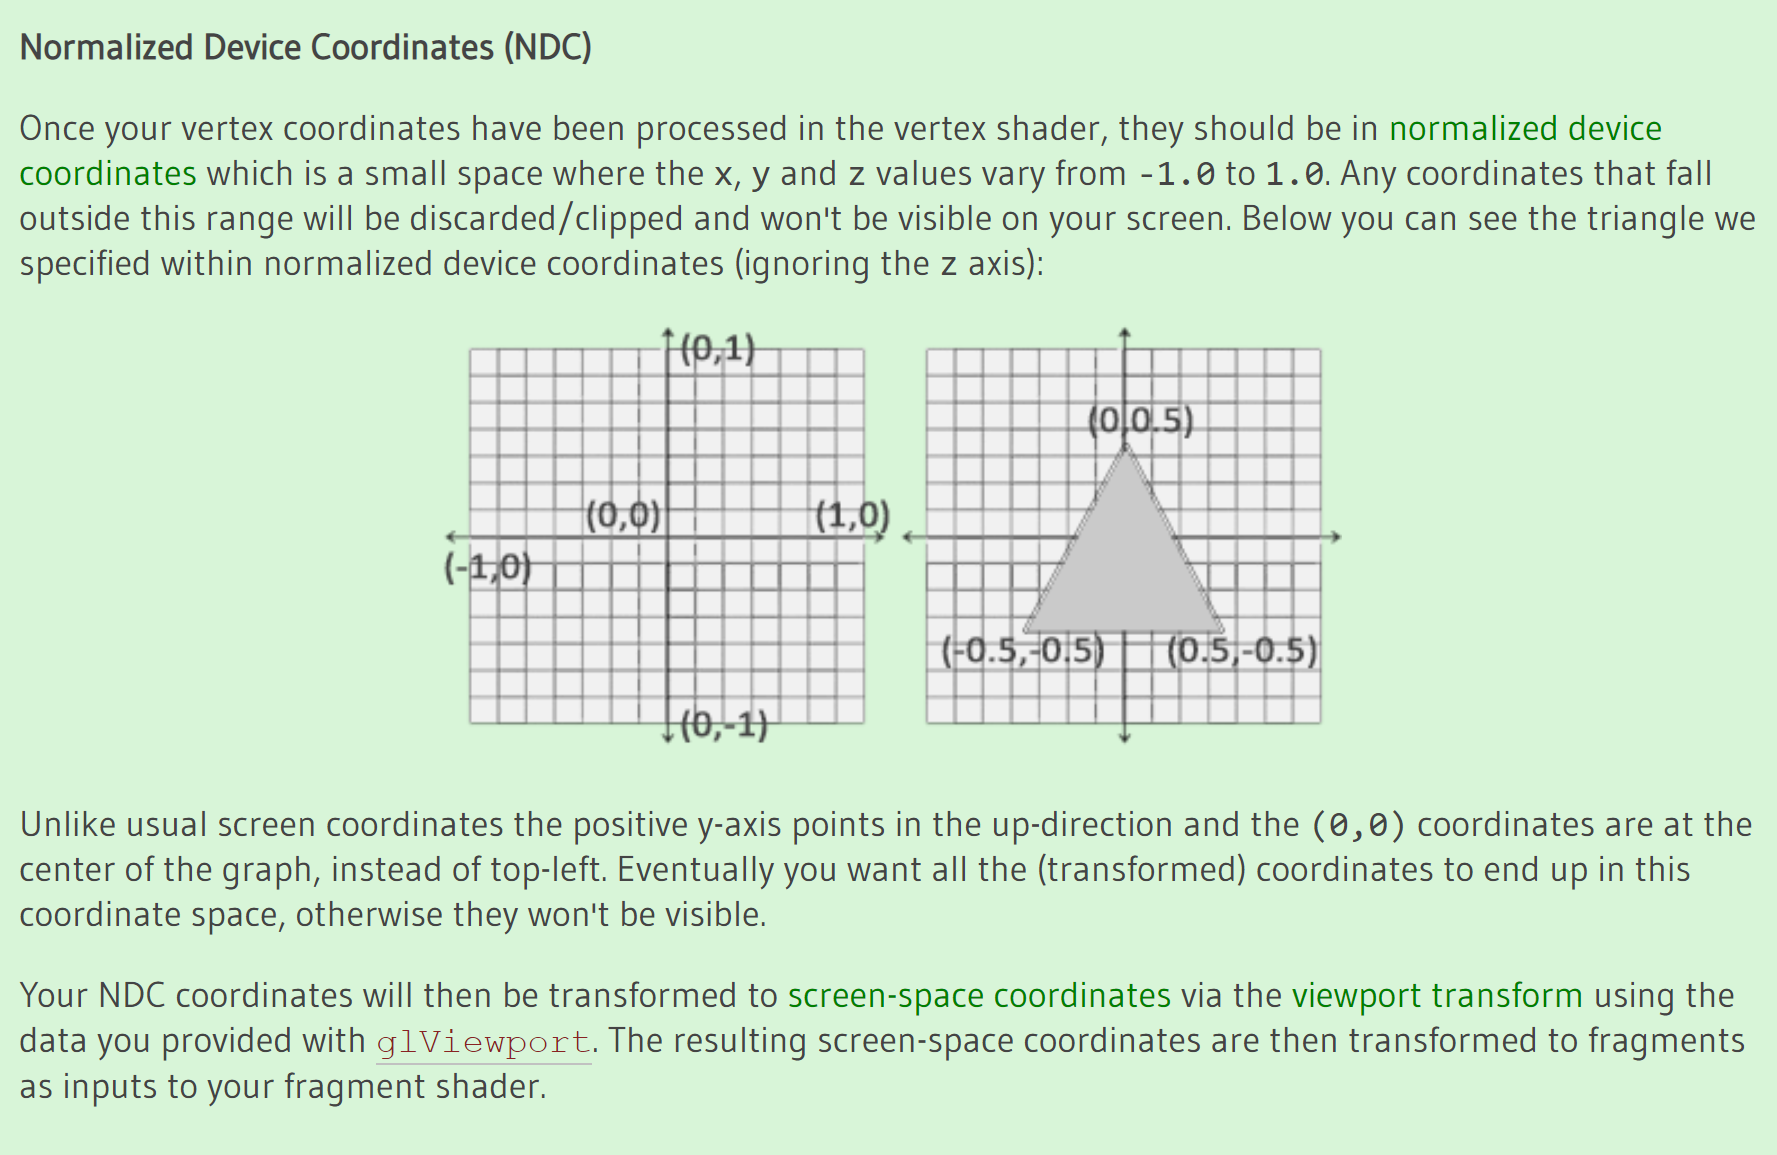 Normalized Device Coordinates (NDC)
Once your vertex coordinates have been processed in the vertex shader, they should be in normalized device
coordinates which is a small space where the x, y and z values vary from -1.0 to 1.0. Any coordinates that fall
outside this range will be discarded/clipped and won't be visible on your screen. Below you can see the triangle we
specified within normalized device coordinates (ignoring the z axis):
(0,1)
(0,0)
(1,0)
(-1,0)
(0,-1)
(0,0.5)
(-0.5,-0.5)
(0.5,-0.5)
Unlike usual screen coordinates the positive y-axis points in the up-direction and the (0,0) coordinates are at the
center of the graph, instead of top-left. Eventually you want all the (transformed) coordinates to end up in this
coordinate space, otherwise they won't be visible.
Your NDC coordinates will then be transformed to screen-space coordinates via the viewport transform using the
data you provided with glViewport. The resulting screen-space coordinates are then transformed to fragments
as inputs to your fragment shader.